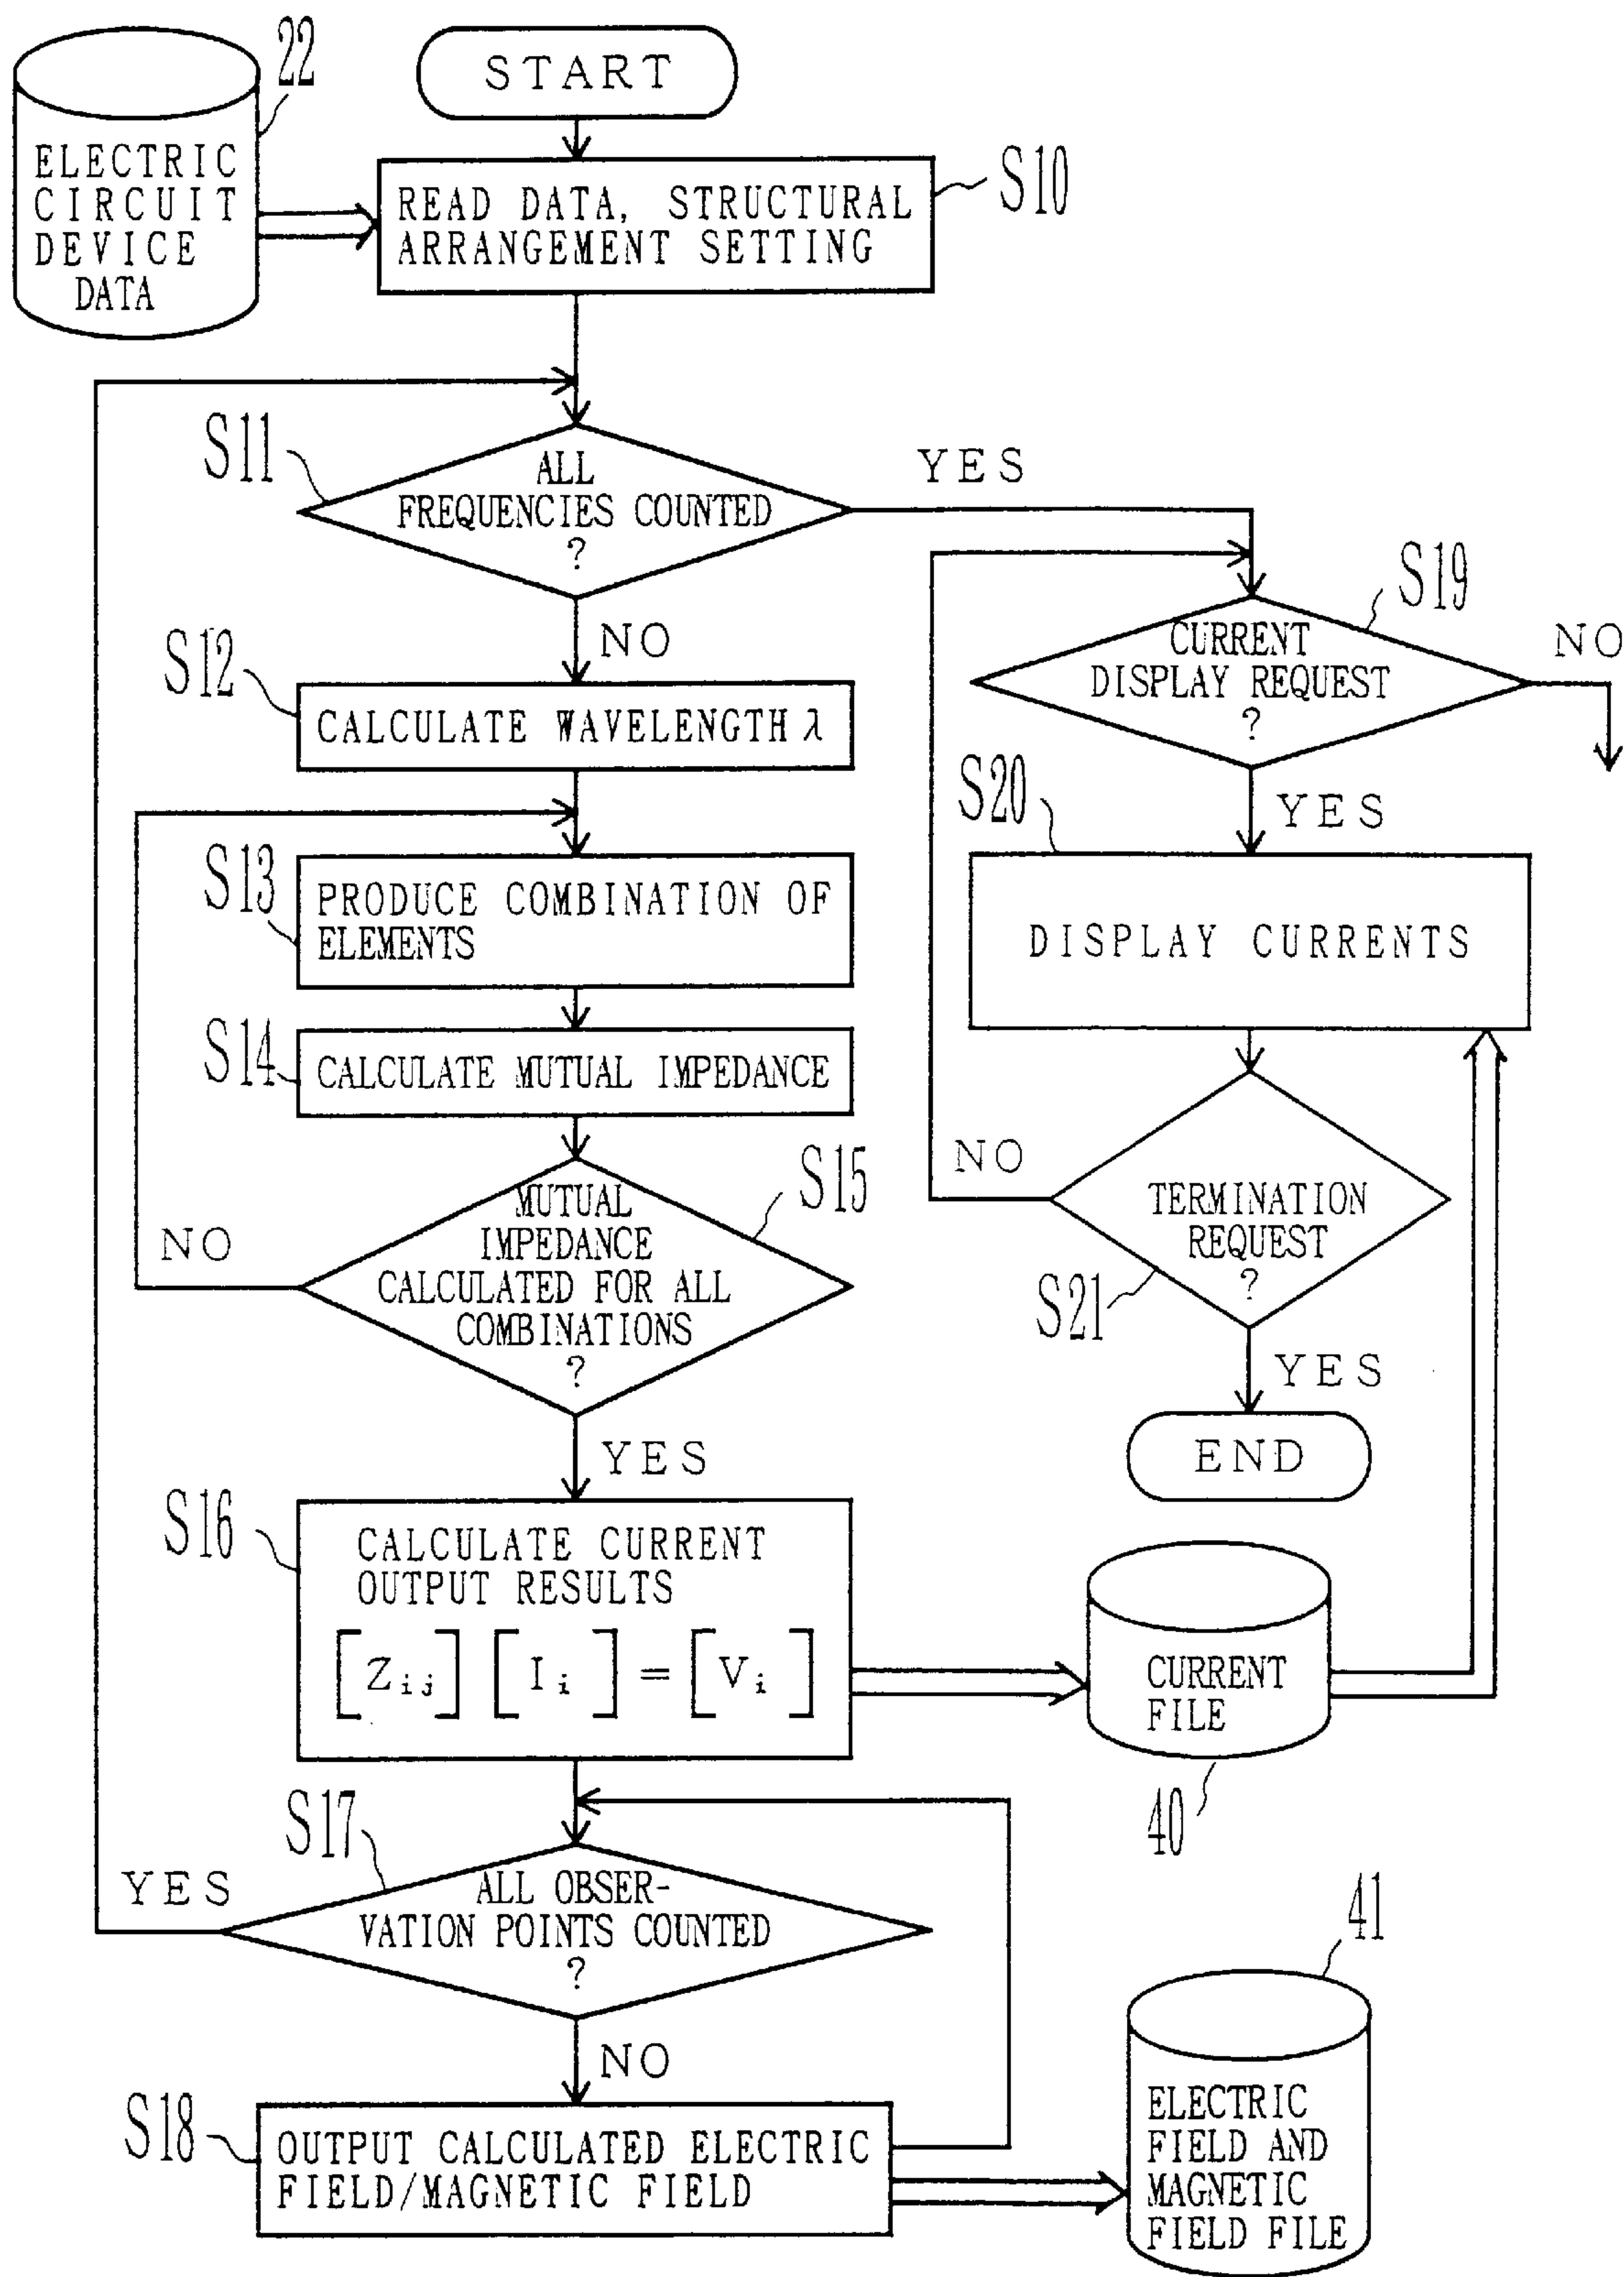 22
START
ELECTRIC
CIRCUIT
DEVICE
DATA
S10
READ DATA, STRUCTURAL
ARRANGEMENT SETTING
S11
ALL
FREQUENCIES COUNTED
?
YES
NO
S12
CALCULATE WAVELENGTH λ
S13
PRODUCE COMBINATION OF
ELEMENTS
S14
CALCULATE MUTUAL IMPEDANCE
S15
MUTUAL
IMPEDANCE
CALCULATED FOR ALL
COMBINATIONS
?
NO
YES
S16
CALCULATE CURRENT
OUTPUT RESULTS
[Zij] [Ii] = [Vi]
CURRENT
FILE
40
S17
ALL OBSER-
VATION POINTS COUNTED
?
YES
NO
S18
OUTPUT CALCULATED ELECTRIC
FIELD/MAGNETIC FIELD
41
ELECTRIC
FIELD AND
MAGNETIC
FIELD FILE
S19
CURRENT
DISPLAY REQUEST
?
NO
YES
S20
DISPLAY CURRENTS
S21
TERMINATION
REQUEST
?
NO
YES
END